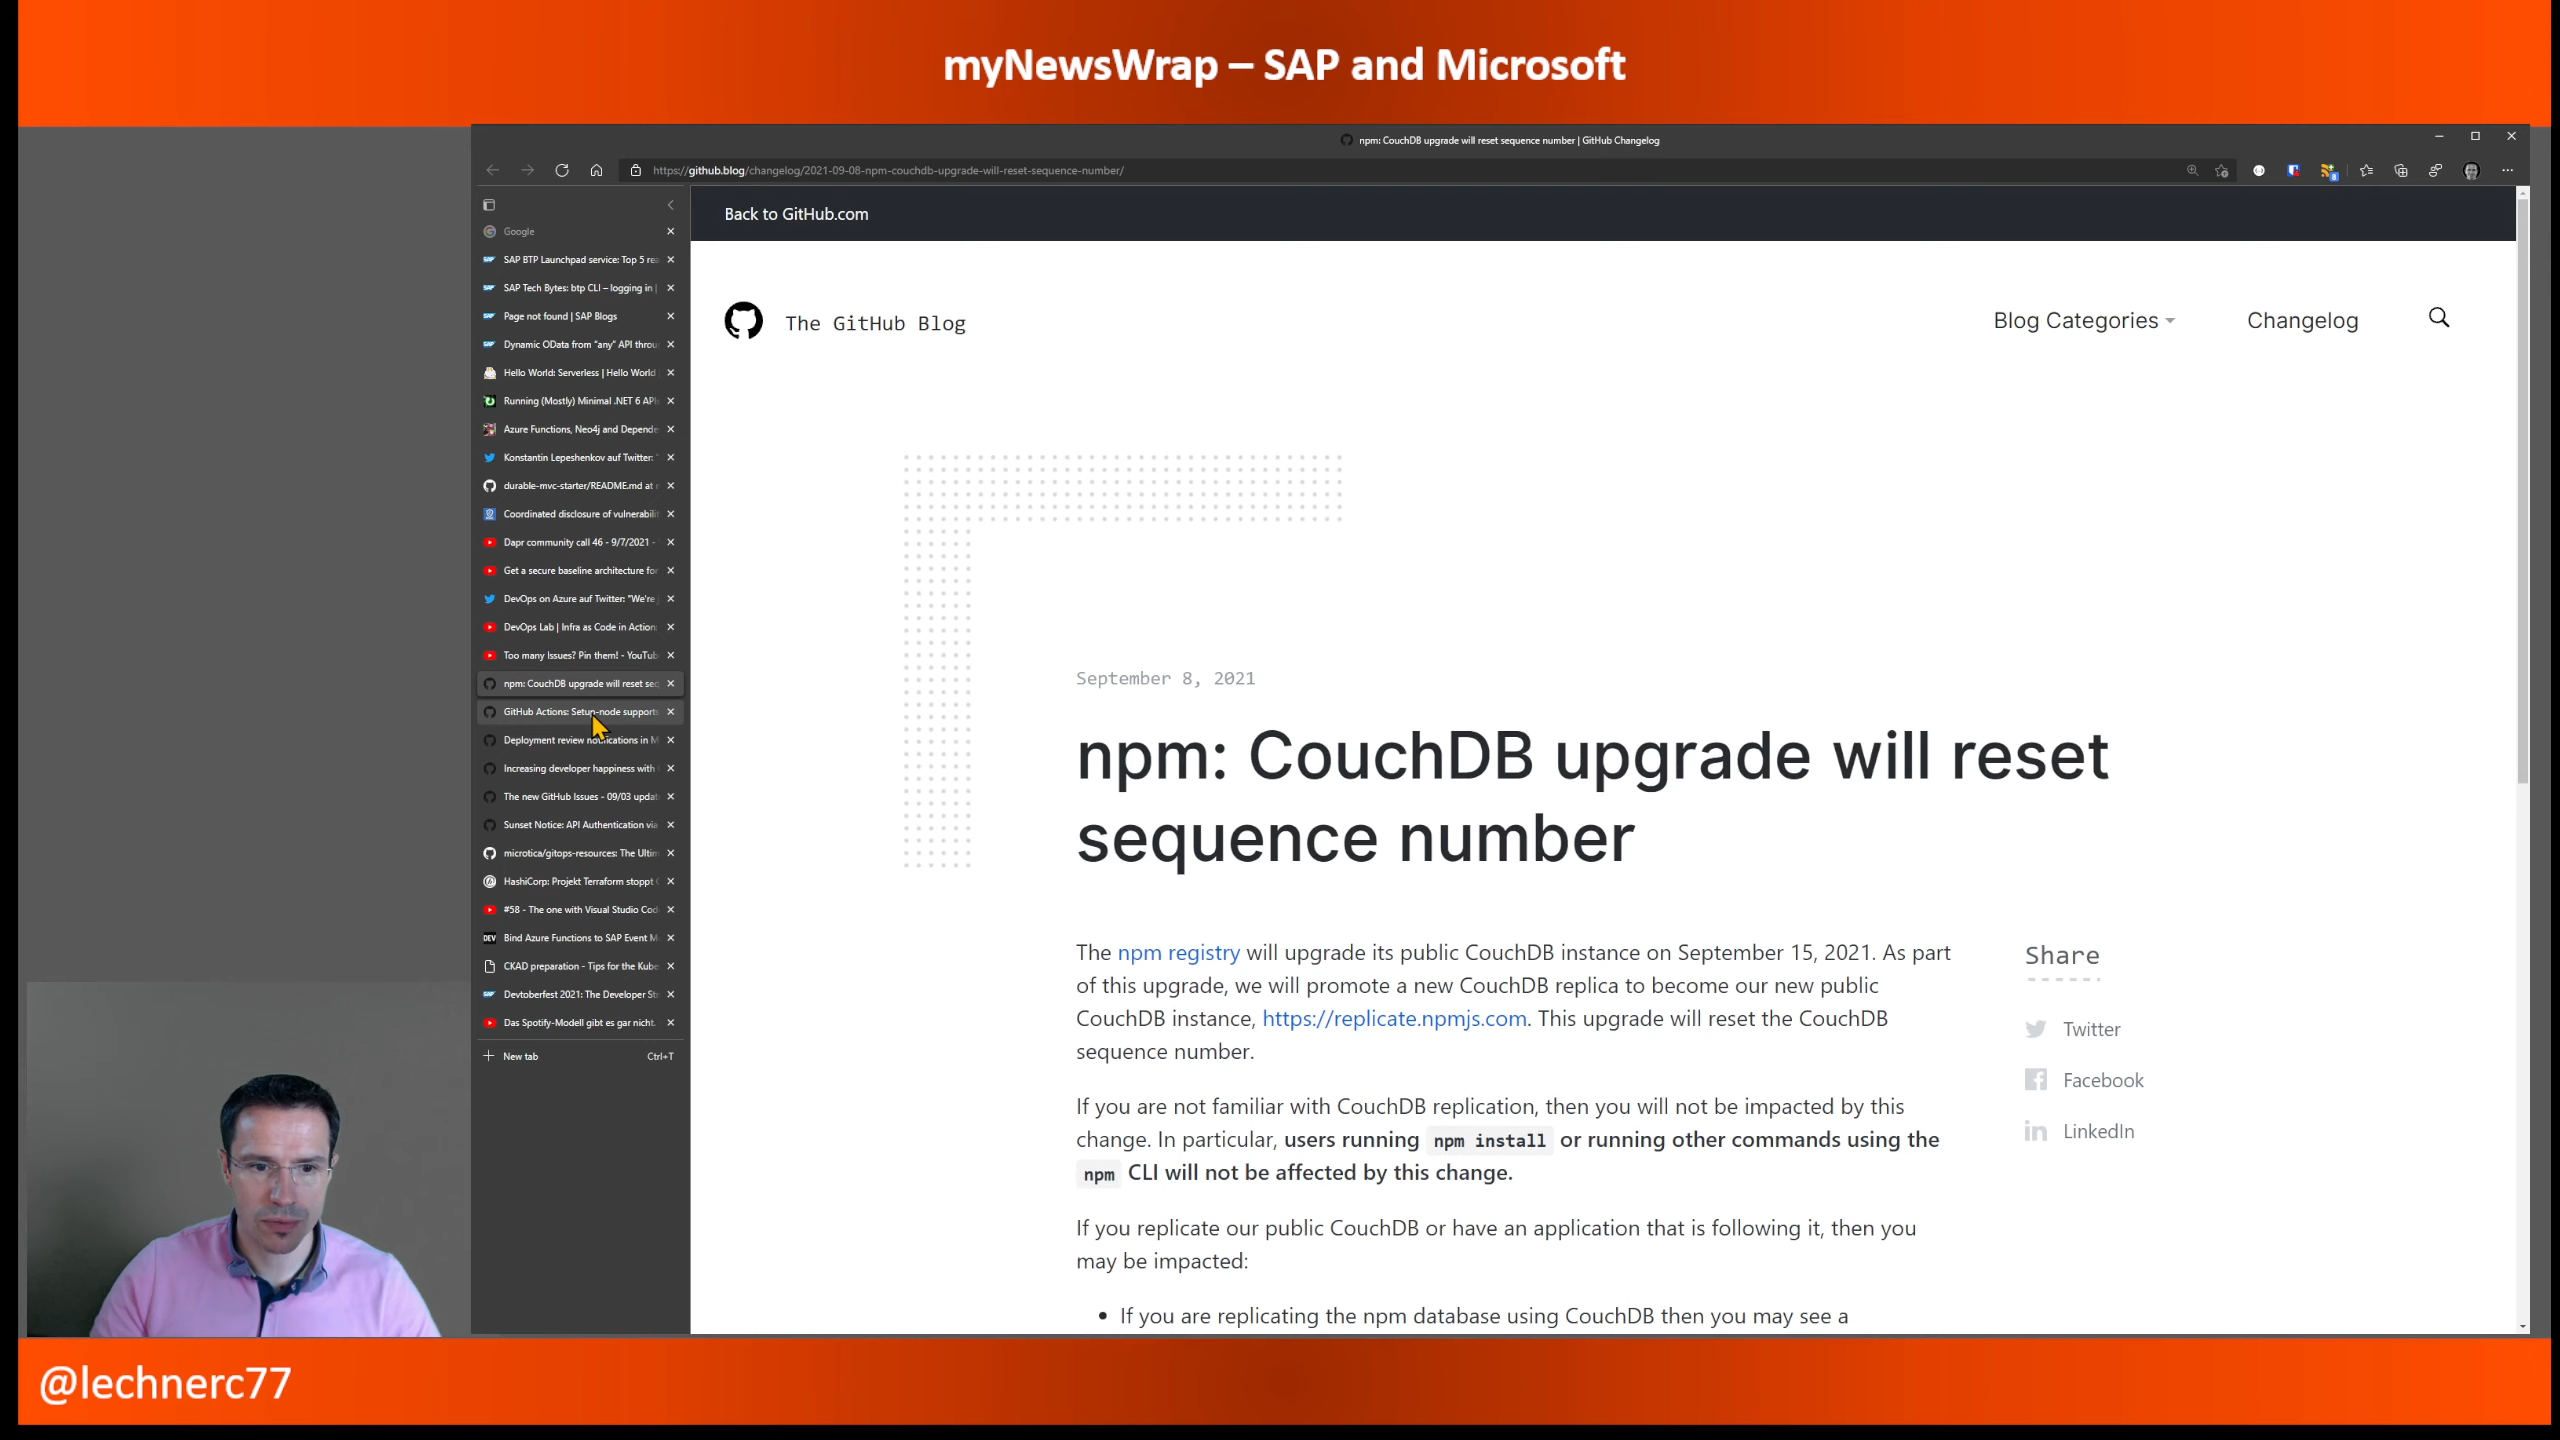 myNewsWrap – SAP and Microsoft
npm: CouchDB upgrade will reset sequence number | GitHub Changelog
https://github.blog/changelog/2021-09-08-npm-couchdb-upgrade-will-reset-sequence-number/
Google
SAP BTP Launchpad service: Top 5 rea
SAP Tech Bytes: btp CLI – logging in |
Page not found | SAP Blogs
Dynamic OData from "any" API throu
Hello World: Serverless | Hello World
Running (Mostly) Minimal .NET 6 API
Azure Functions, Neo4j and Depende
Konstantin Lepeshenkov auf Twitter: "
durable-mvc-starter/README.md at
Coordinated disclosure of vulnerabilit
Dapr community call 46 - 9/7/2021 -
Get a secure baseline architecture for
DevOps on Azure auf Twitter: "We're
DevOps Lab | Infra as Code in Action:
Too many Issues? Pin them! - YouTub
npm: CouchDB upgrade will reset seq
GitHub Actions: Setup-node supports
Deployment review notifications in M
Increasing developer happiness with
The new GitHub Issues - 09/03 updat
Sunset Notice: API Authentication via
microtica/gitops-resources: The Ultim
HashiCorp: Projekt Terraform stoppt
#58 - The one with Visual Studio Cod
DEV
Bind Azure Functions to SAP Event M
CKAD preparation - Tips for the Kube
Devtoberfest 2021: The Developer St
Das Spotify-Modell gibt es gar nicht.
New tab Ctrl+T
Back to GitHub.com
The GitHub Blog
Blog Categories
Changelog
September 8, 2021
npm: CouchDB upgrade will reset
sequence number
The npm registry will upgrade its public CouchDB instance on September 15, 2021. As part
of this upgrade, we will promote a new CouchDB replica to become our new public
CouchDB instance, https://replicate.npmjs.com. This upgrade will reset the CouchDB
sequence number.
If you are not familiar with CouchDB replication, then you will not be impacted by this
change. In particular, users running npm install or running other commands using the
npm CLI will not be affected by this change.
If you replicate our public CouchDB or have an application that is following it, then you
may be impacted:
• If you are replicating the npm database using CouchDB then you may see a
Share
Twitter
Facebook
LinkedIn
@lechnerc77